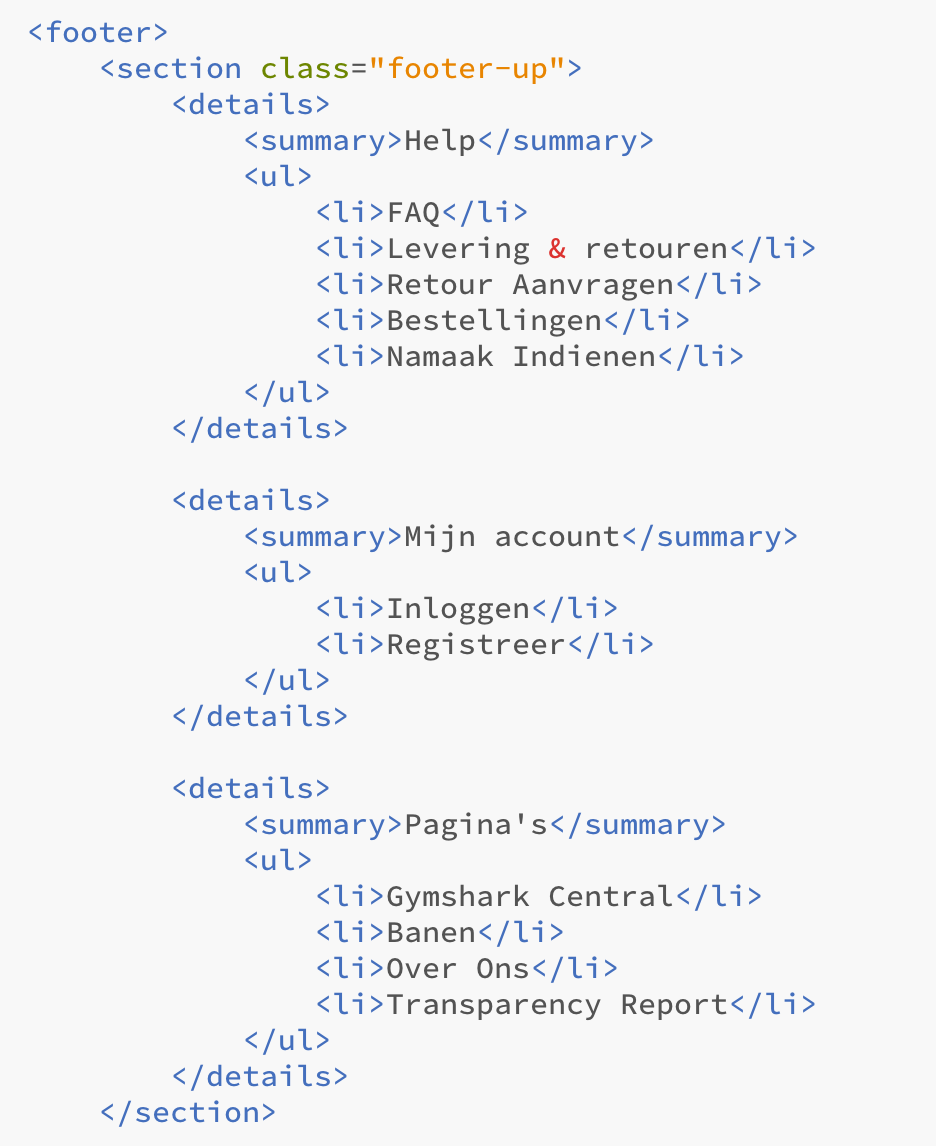 <footer>
    <section class="footer-up">
        <details>
            <summary>Help</summary>
            <ul>
                <li>FAQ</li>
                <li>Levering & retouren</li>
                <li>Retour Aanvragen</li>
                <li>Bestellingen</li>
                <li>Namaak Indienen</li>
            </ul>
        </details>

        <details>
            <summary>Mijn account</summary>
            <ul>
                <li>Inloggen</li>
                <li>Registreer</li>
            </ul>
        </details>

        <details>
            <summary>Pagina's</summary>
            <ul>
                <li>Gymshark Central</li>
                <li>Banen</li>
                <li>Over Ons</li>
                <li>Transparency Report</li>
            </ul>
        </details>
    </section>